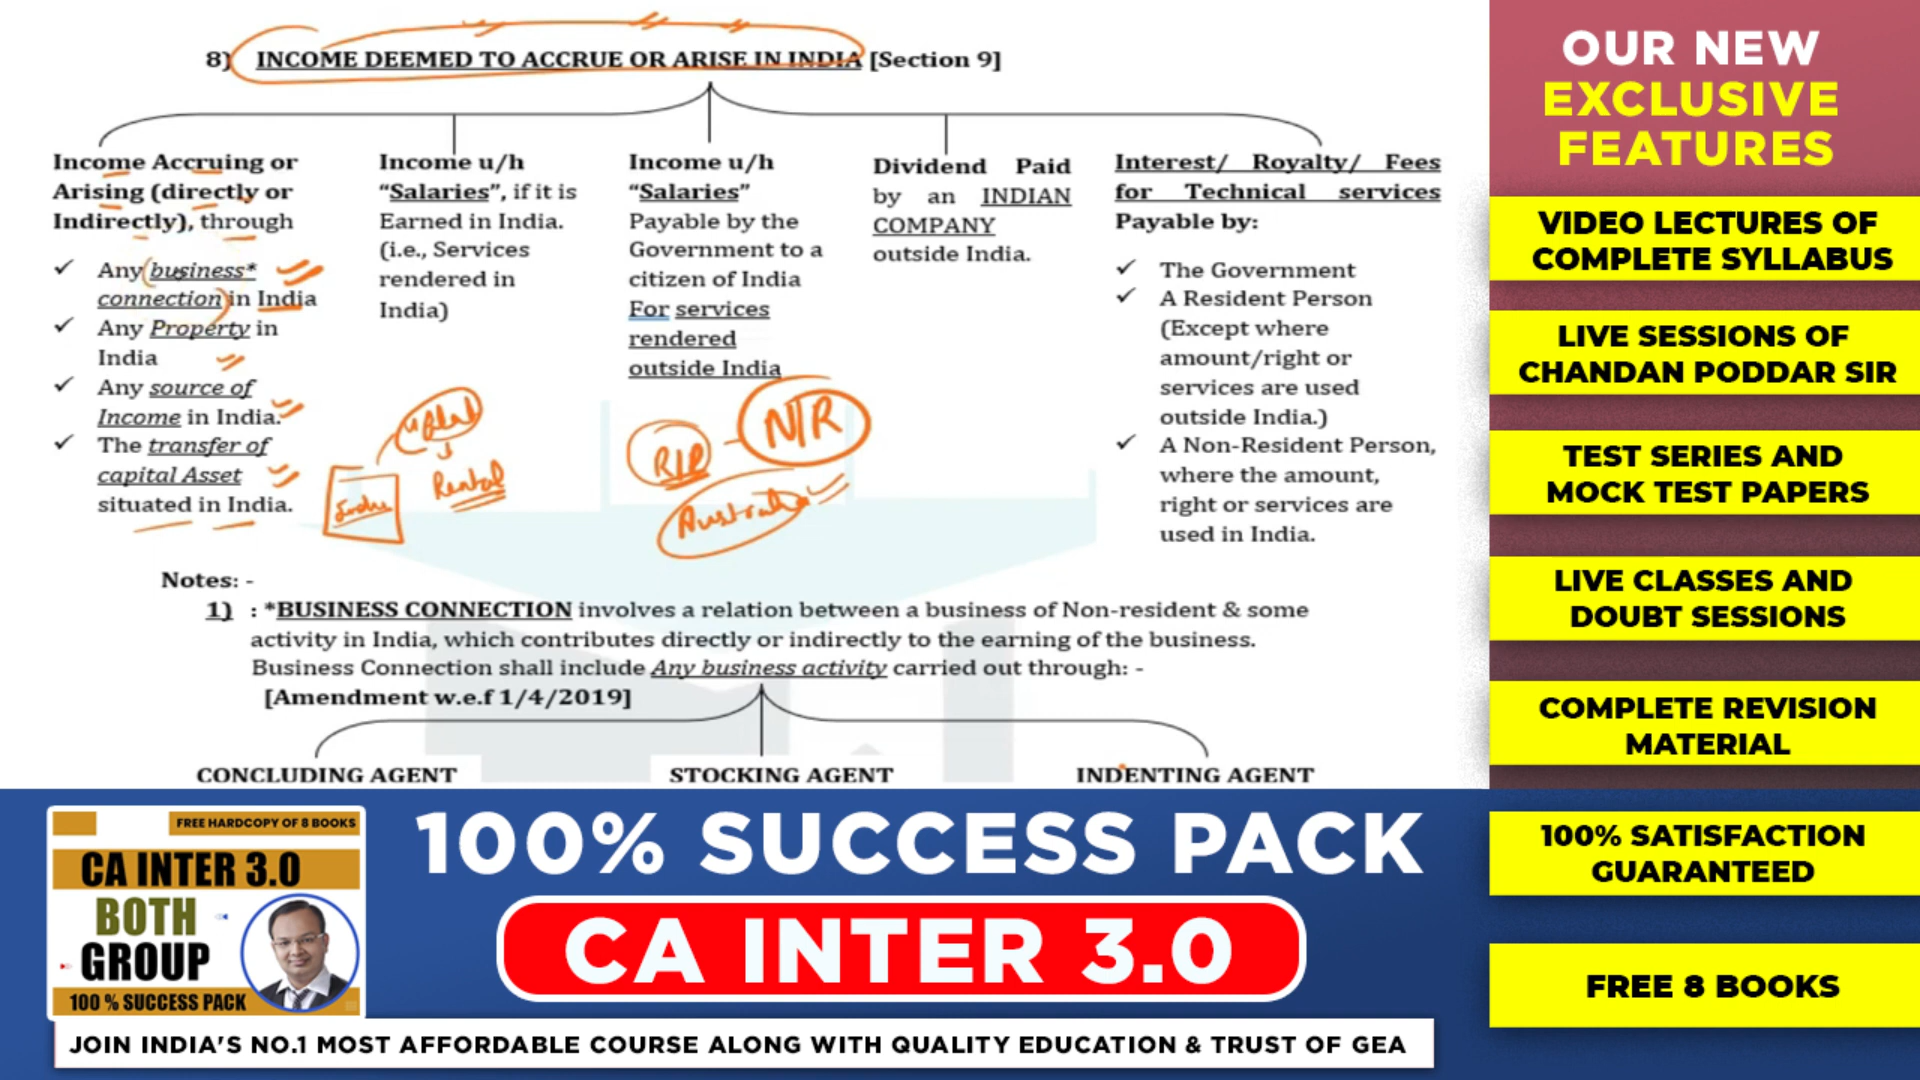 8) INCOME DEEMED TO ACCRUE OR ARISE IN INDIA [Section 9]
Income Accruing or
Arising (directly or
Indirectly), through
✓ Any business*
connection in India
✓ Any Property in
India
✓ Any source of
Income in India.
✓ The transfer of
capital Asset
situated in India.
Income u/h
"Salaries", if it is
Earned in India.
(i.e., Services
rendered in
India)
Income u/h
"Salaries"
Payable by the
Government to a
citizen of India
For services
rendered
outside India
Dividend Paid
by an INDIAN
COMPANY
outside India.
Interest/ Royalty/ Fees
for Technical services
Payable by:
✓ The Government
✓ A Resident Person
(Except where
amount/right or
services are used
outside India.)
✓ A Non-Resident Person,
where the amount,
right or services are
used in India.
India
Rental
N/R
Australia
Notes: -
1) : *BUSINESS CONNECTION involves a relation between a business of Non-resident & some
activity in India, which contributes directly or indirectly to the earning of the business.
Business Connection shall include Any business activity carried out through: -
[Amendment w.e.f 1/4/2019]
CONCLUDING AGENT
STOCKING AGENT
INDENTING AGENT
OUR NEW
EXCLUSIVE
FEATURES
VIDEO LECTURES OF
COMPLETE SYLLABUS
LIVE SESSIONS OF
CHANDAN PODDAR SIR
TEST SERIES AND
MOCK TEST PAPERS
LIVE CLASSES AND
DOUBT SESSIONS
COMPLETE REVISION
MATERIAL
100% SATISFACTION
GUARANTEED
FREE 8 BOOKS
FREE HARDCOPY OF 8 BOOKS
CA INTER 3.0
BOTH
GROUP
100 % SUCCESS PACK
100% SUCCESS PACK
CA INTER 3.0
JOIN INDIA'S NO.1 MOST AFFORDABLE COURSE ALONG WITH QUALITY EDUCATION & TRUST OF GEA